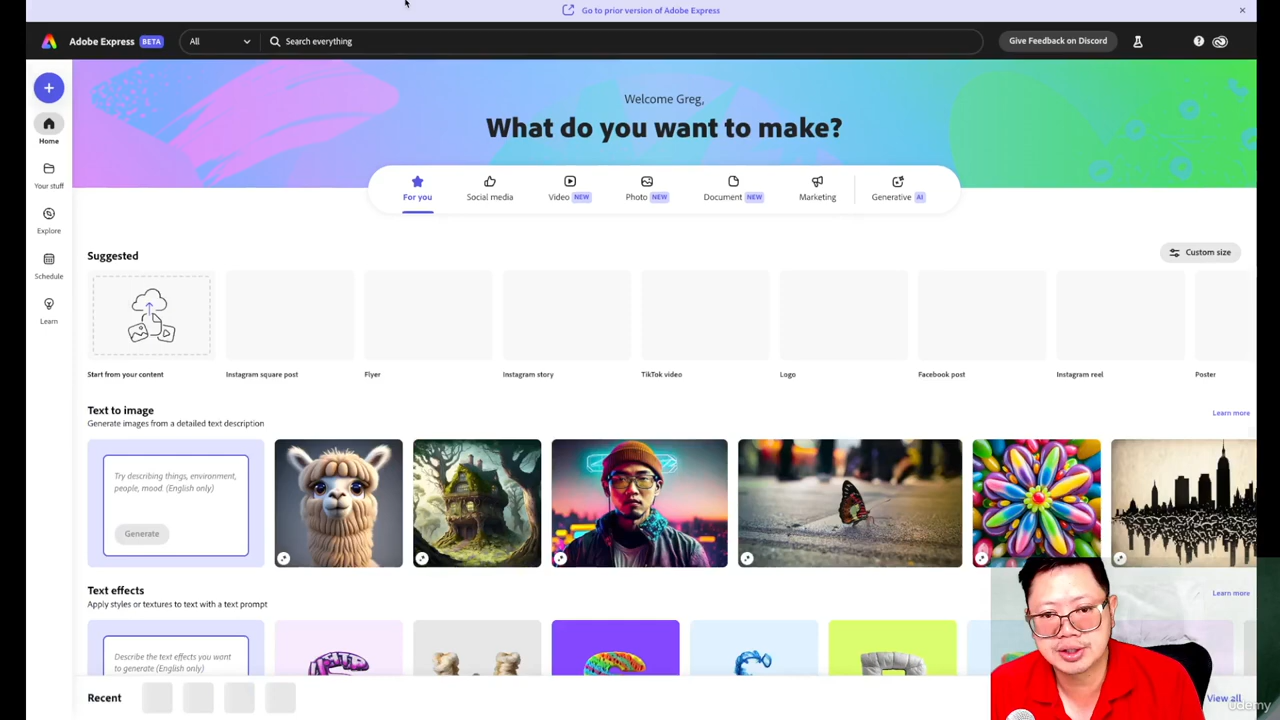 Go to prior version of Adobe Express
Adobe Express BETA
All
Search everything
Give Feedback on Discord
Welcome Greg,
What do you want to make?
Home
Your stuff
Explore
Schedule
Learn
For you
Social media
Video NEW
Photo NEW
Document NEW
Marketing
Generative AI
Suggested
Custom size
Start from your content
Instagram square post
Flyer
Instagram story
TikTok video
Logo
Facebook post
Instagram reel
Poster
Text to image
Learn more
Generate images from a detailed text description
Try describing things, environment,
people, mood. (English only)
Generate
Text effects
Learn more
Apply styles or textures to text with a text prompt
Describe the text effects you want
to generate (English only)
Recent
View all
udemy